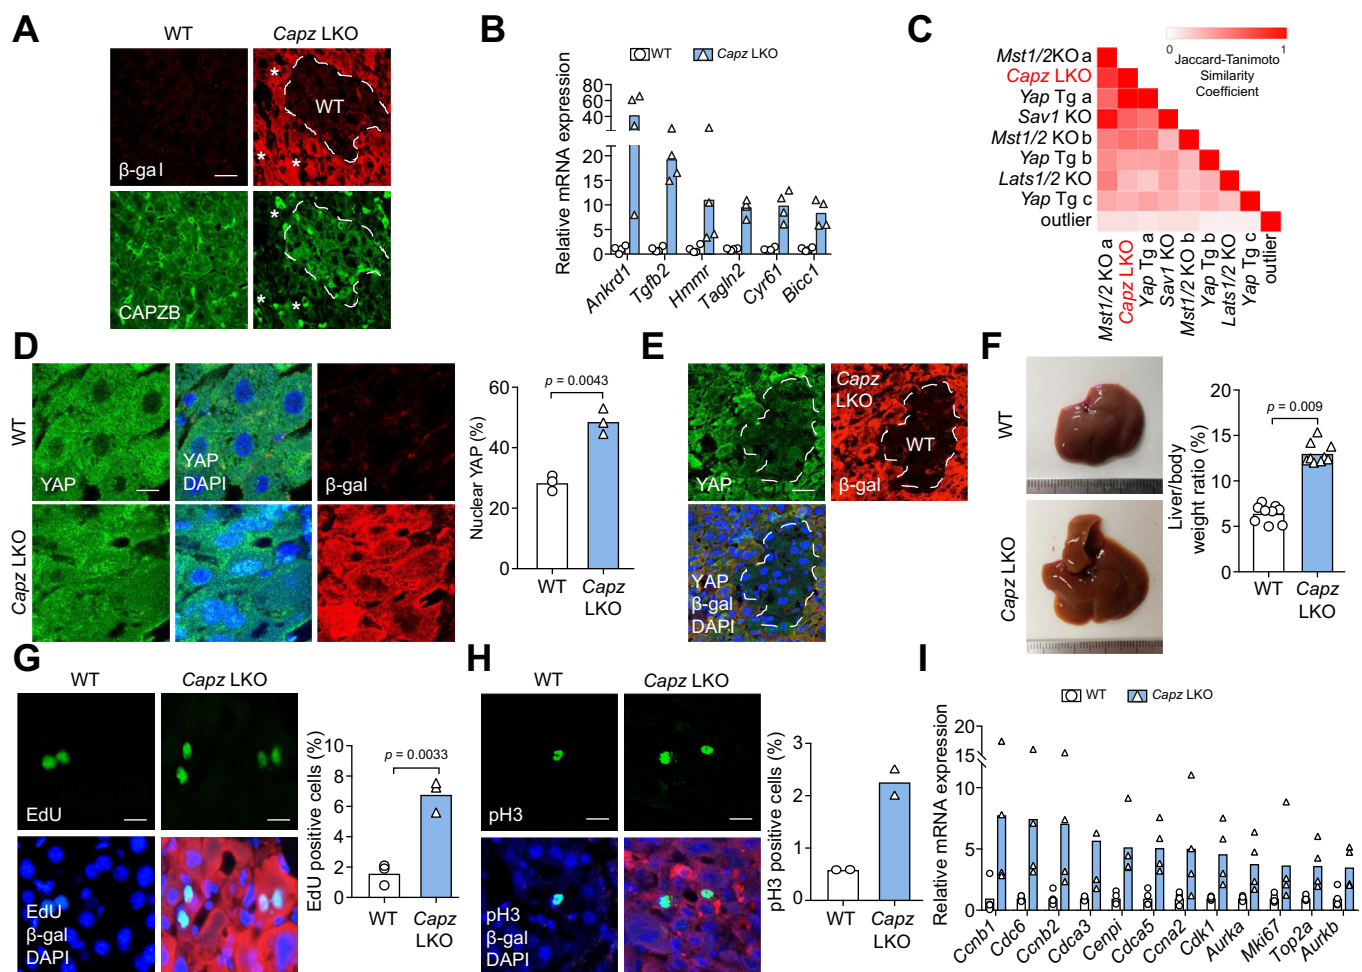 A
WT
Capz LKO
β-gal
WT
*
*
*
CAPZB
*
*
*
B
WT
Capz LKO
Relative mRNA expression
80
60
40
20
15
10
5
0
Ankrd1
Tgfb2
Hmmr
Tagln2
Cyr61
Bicc1
C
0
1
Jaccard-Tanimoto
Similarity
Coefficient
Mst1/2KO a
Capz LKO
Yap Tg a
Sav1 KO
Mst1/2 KO b
Yap Tg b
Lats1/2 KO
Yap Tg c
outlier
Mst1/2 KO a
Capz LKO
Yap Tg a
Sav1 KO
Mst1/2 KO b
Yap Tg b
Lats1/2 KO
Yap Tg c
outlier
D
WT
YAP
YAP
DAPI
β-gal
Capz LKO
Nuclear YAP (%)
60
40
20
0
p = 0.0043
WT
Capz
LKO
E
YAP
Capz
LKO
WT
β-gal
YAP
β-gal
DAPI
F
WT
Capz LKO
Liver/body
weight ratio (%)
20
15
10
5
0
p = 0.009
WT
Capz
LKO
G
WT
Capz LKO
EdU
EdU
β-gal
DAPI
EdU positive cells (%)
10
8
6
4
2
0
p = 0.0033
WT
Capz
LKO
H
WT
Capz LKO
pH3
pH3
β-gal
DAPI
pH3 positive cells (%)
3
2
1
0
WT
Capz
LKO
I
WT
Capz LKO
Relative mRNA expression
20
15
10
5
0
Ccnb1
Cdc6
Ccnb2
Cdca3
Cenpi
Cdca5
Ccna2
Cdk1
Aurka
Mki67
Top2a
Aurkb